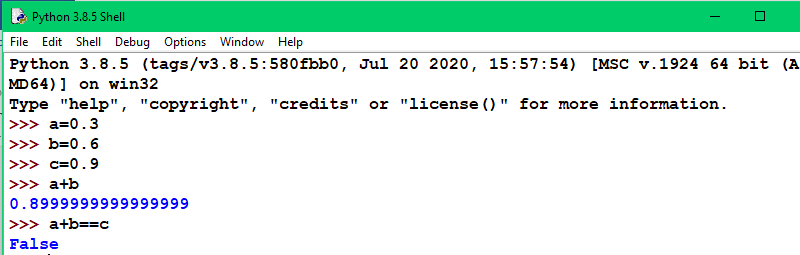 Python 3.8.5 Shell
File Edit Shell Debug Options Window Help
Python 3.8.5 (tags/v3.8.5:580fbb0, Jul 20 2020, 15:57:54) [MSC v.1924 64 bit (A
MD64)] on win32
Type "help", "copyright", "credits" or "license()" for more information.
>>> a=0.3
>>> b=0.6
>>> c=0.9
>>> a+b
0.8999999999999999
>>> a+b==c
False